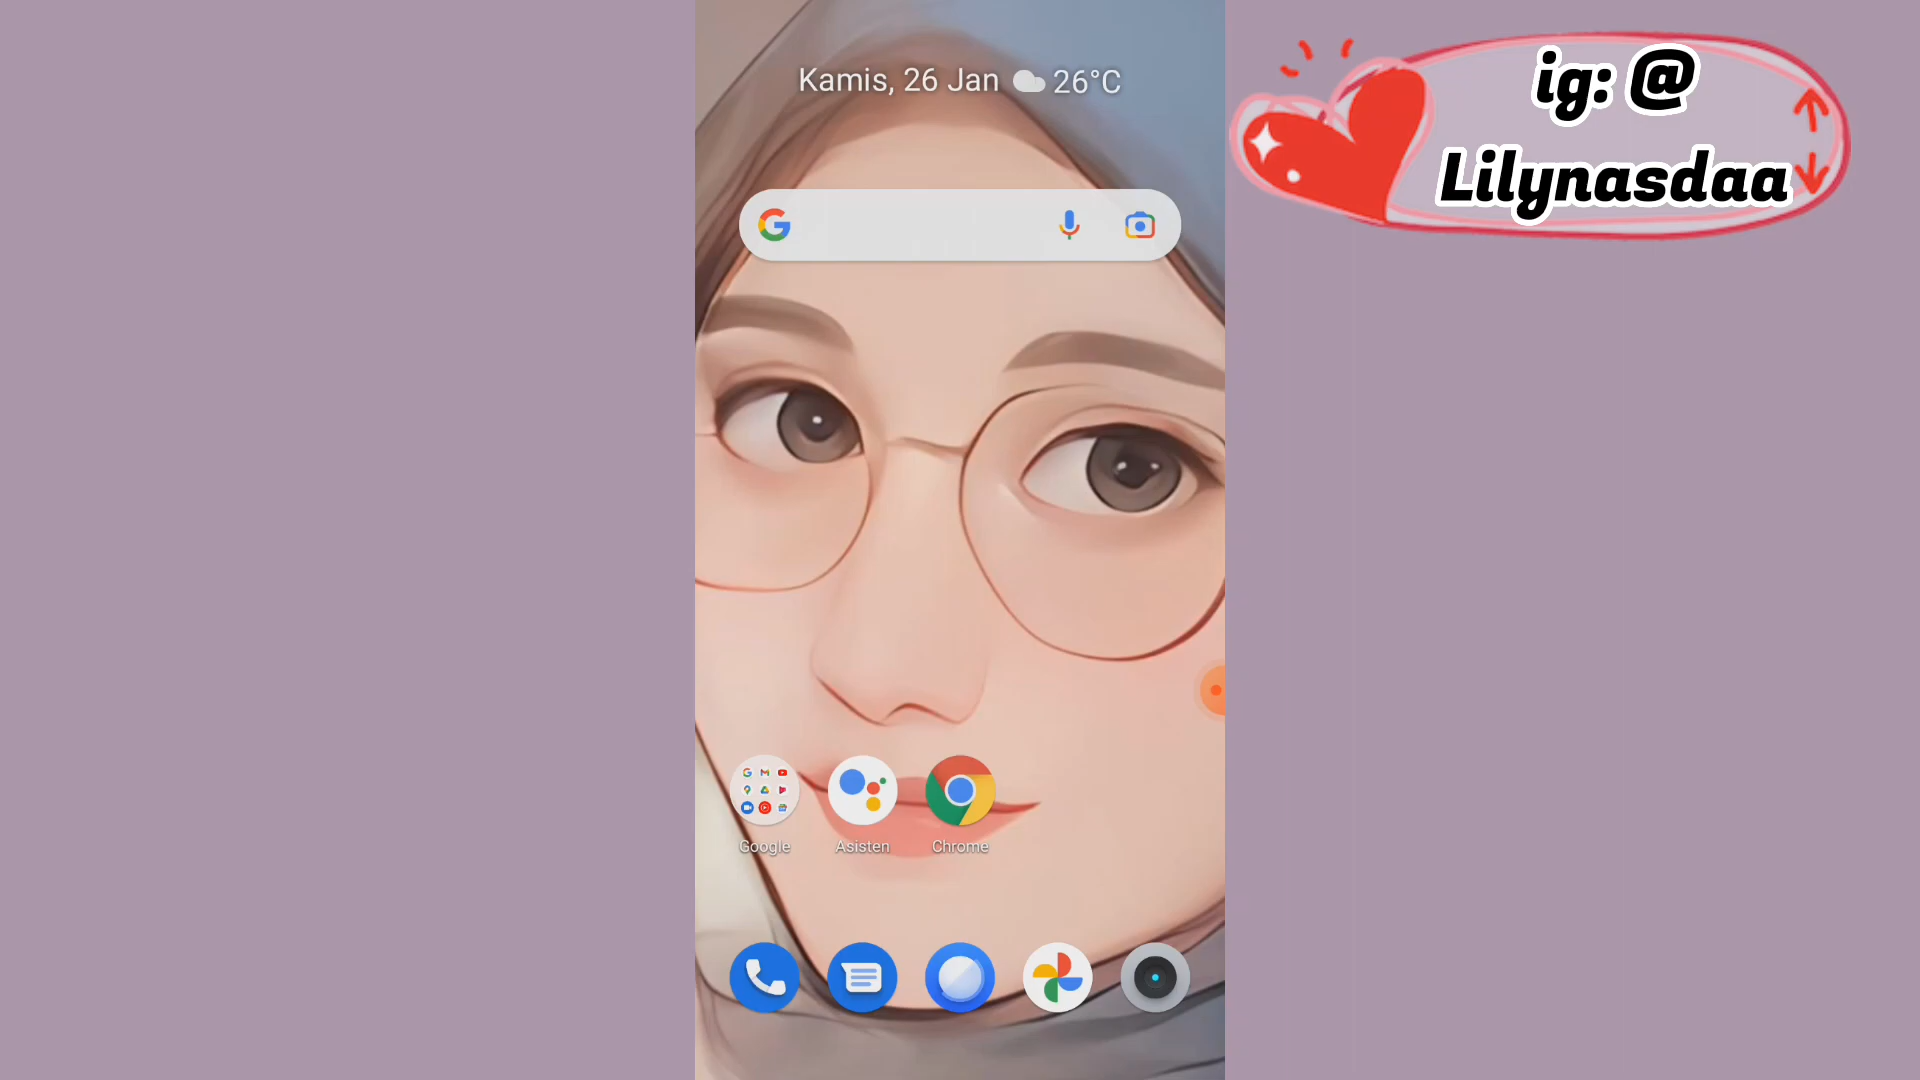 Kamis, 26 Jan 26°C
ig: @
Lilynasdaa
Google
Asisten
Chrome